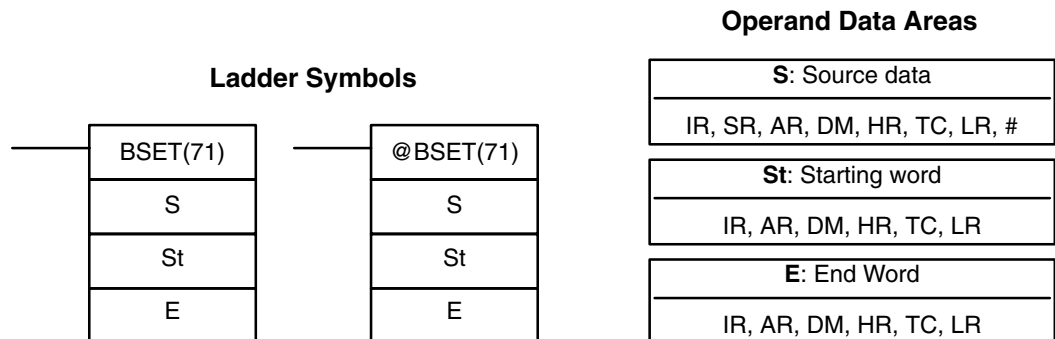 Ladder Symbols
BSET(71)
S
St
E
@BSET(71)
S
St
E
Operand Data Areas
S: Source data
IR, SR, AR, DM, HR, TC, LR, #
St: Starting word
IR, AR, DM, HR, TC, LR
E: End Word
IR, AR, DM, HR, TC, LR